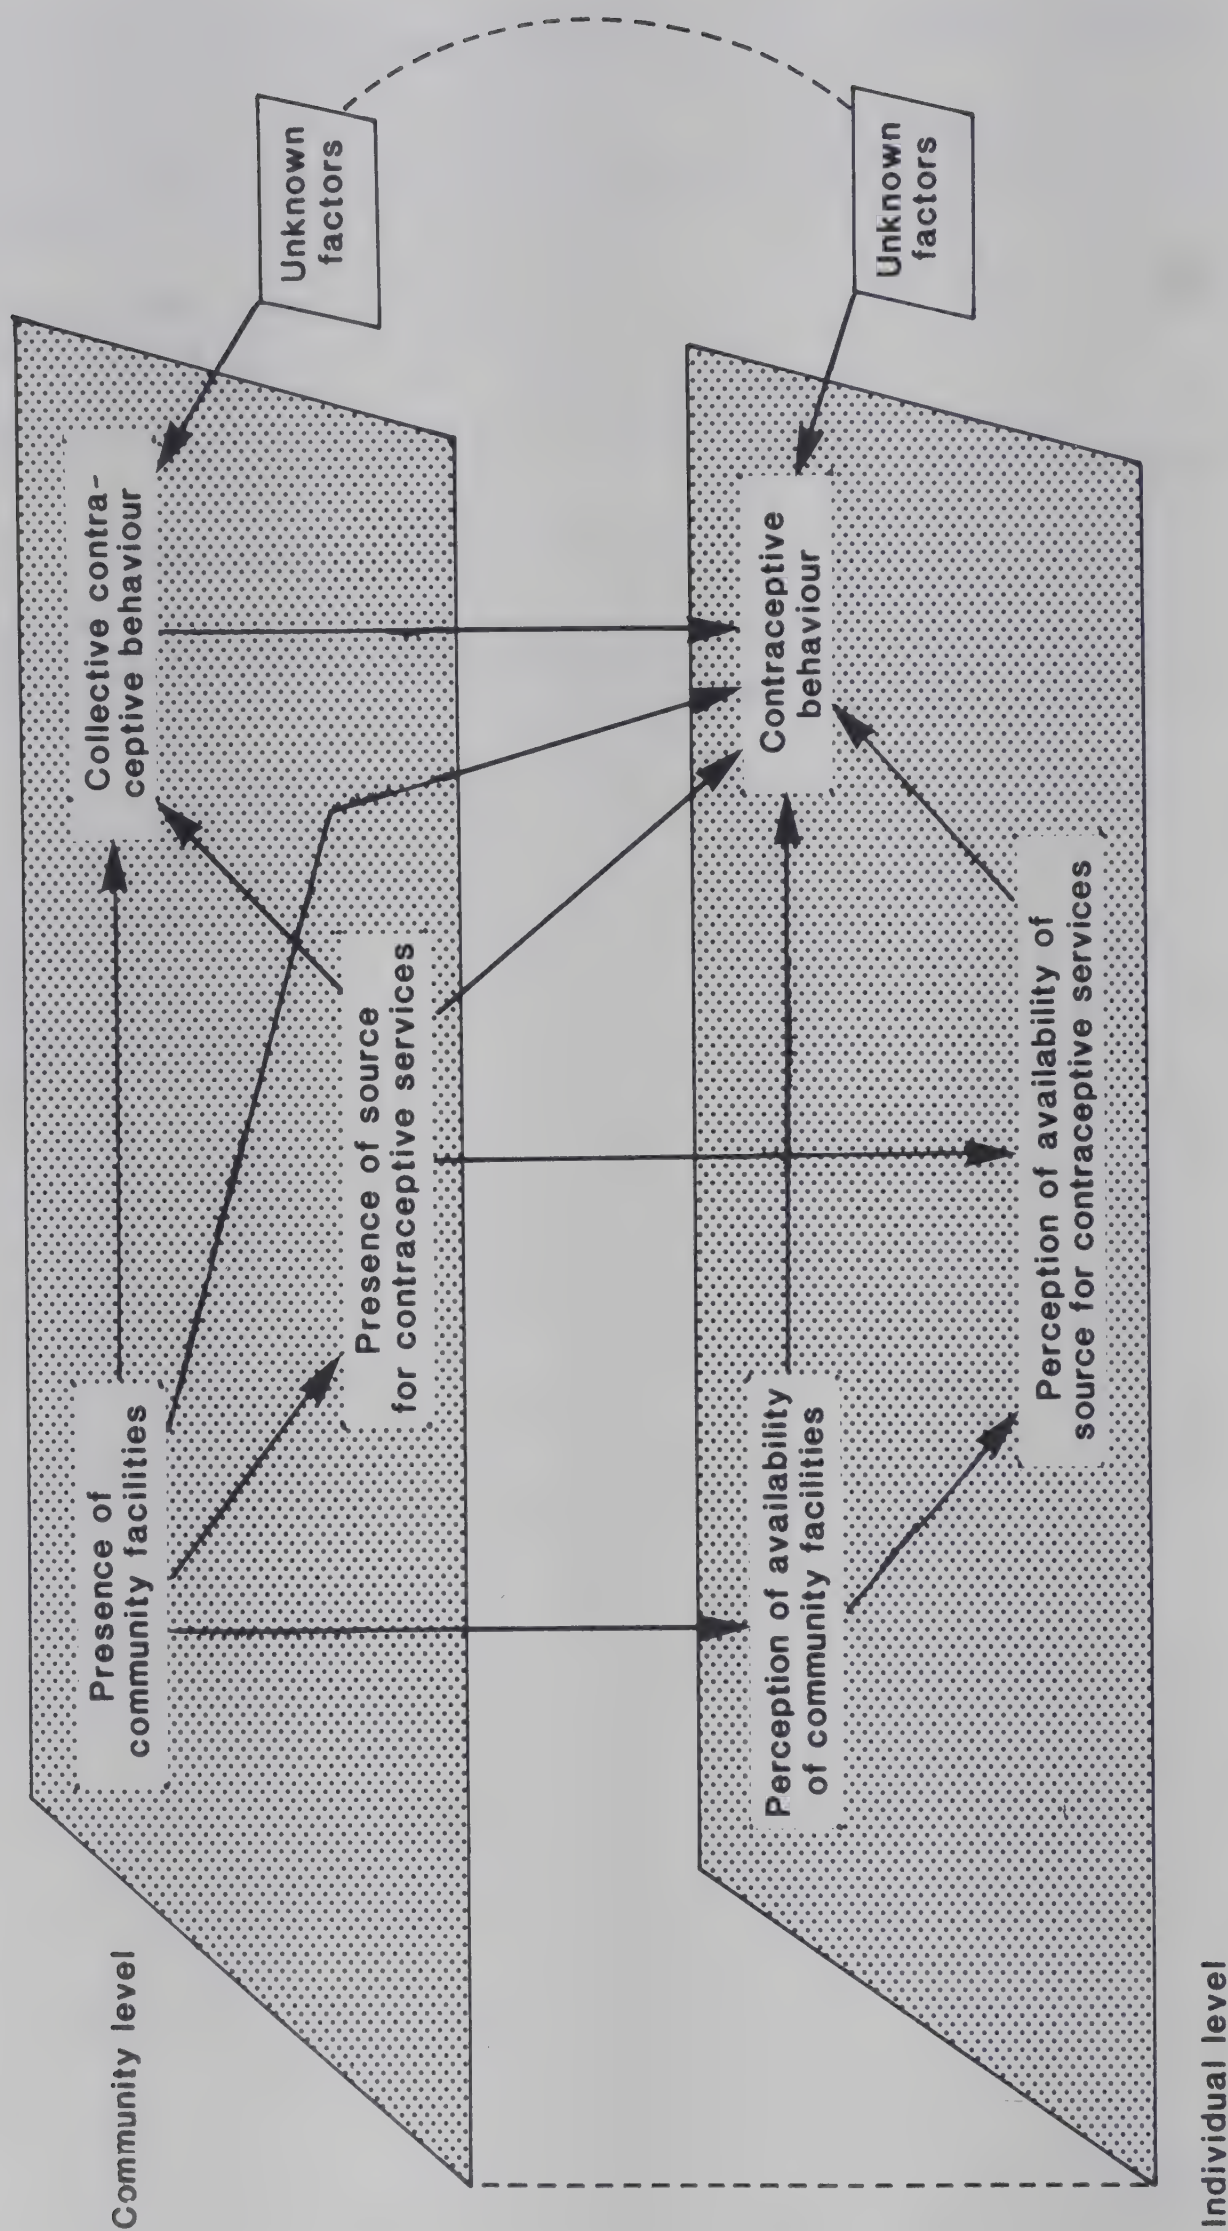 Community level
Presence of
community facilities
Collective contra-
ceptive behaviour
Unknown
factors
Presence of source
for contraceptive services
Perception of availability
of community facilities
Contraceptive
behaviour
Unknown
factors
Perception of availability of
source for contraceptive services
Individual level